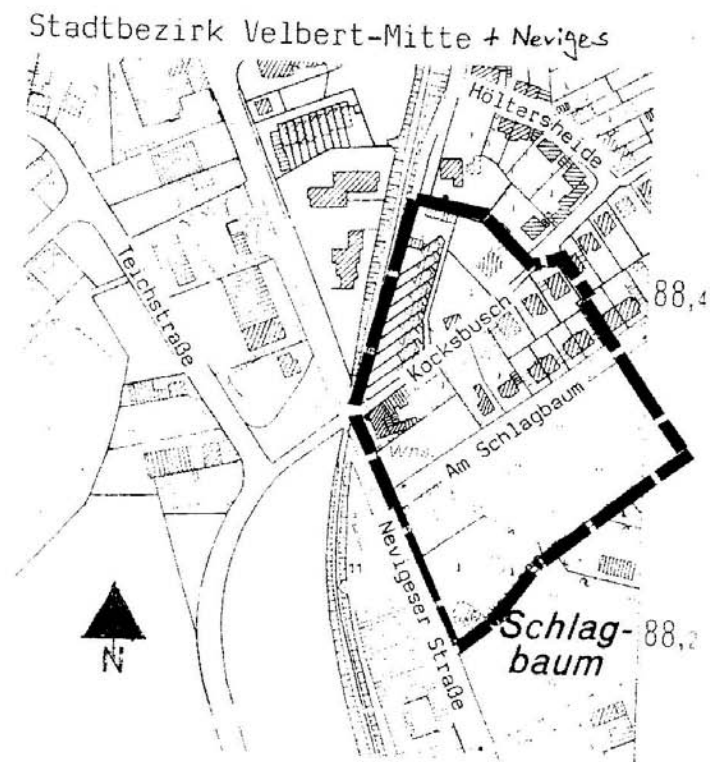 Stadtbezirk Velbert-Mitte + Neviges
Höltersheide
Teichstraße
88,4
Kocksbusch
Am Schlagbaum
Nevigeser Straße
Schlag-
baum
88,2
N